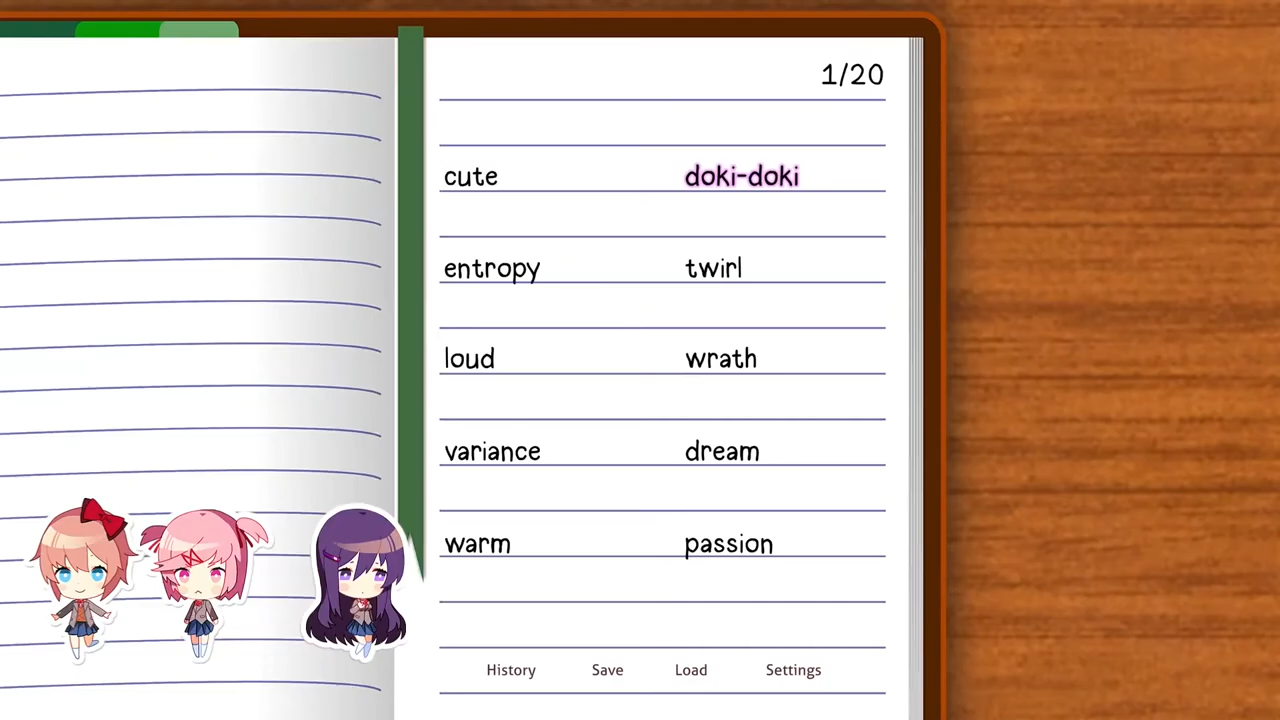 1/20
cute doki-doki
entropy twirl
loud wrath
variance dream
warm passion
History Save Load Settings